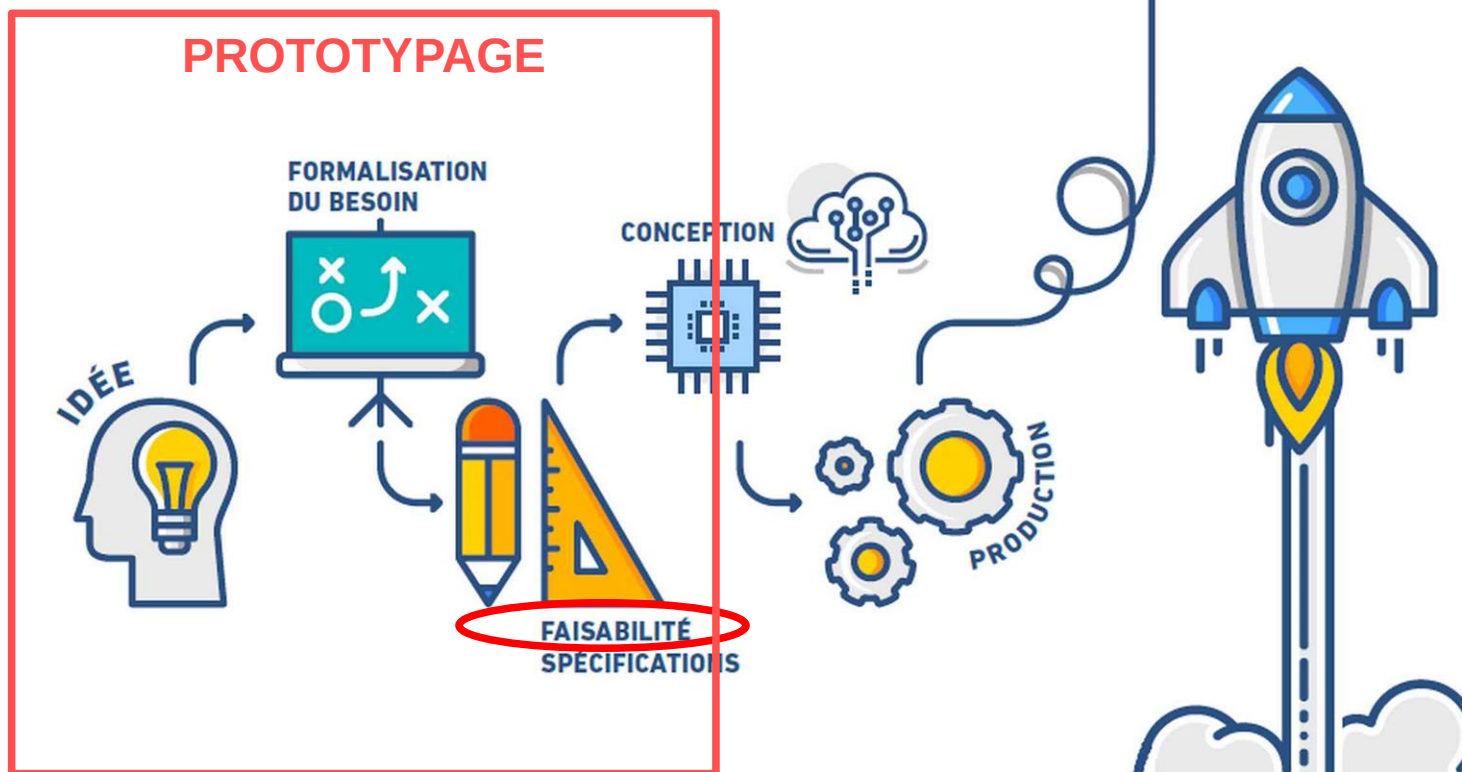 PROTOTYPAGE
FORMALISATION
DU BESOIN
CONCEPTION
IDÉE
PRODUCTION
FAISABILITÉ
SPÉCIFICATIONS